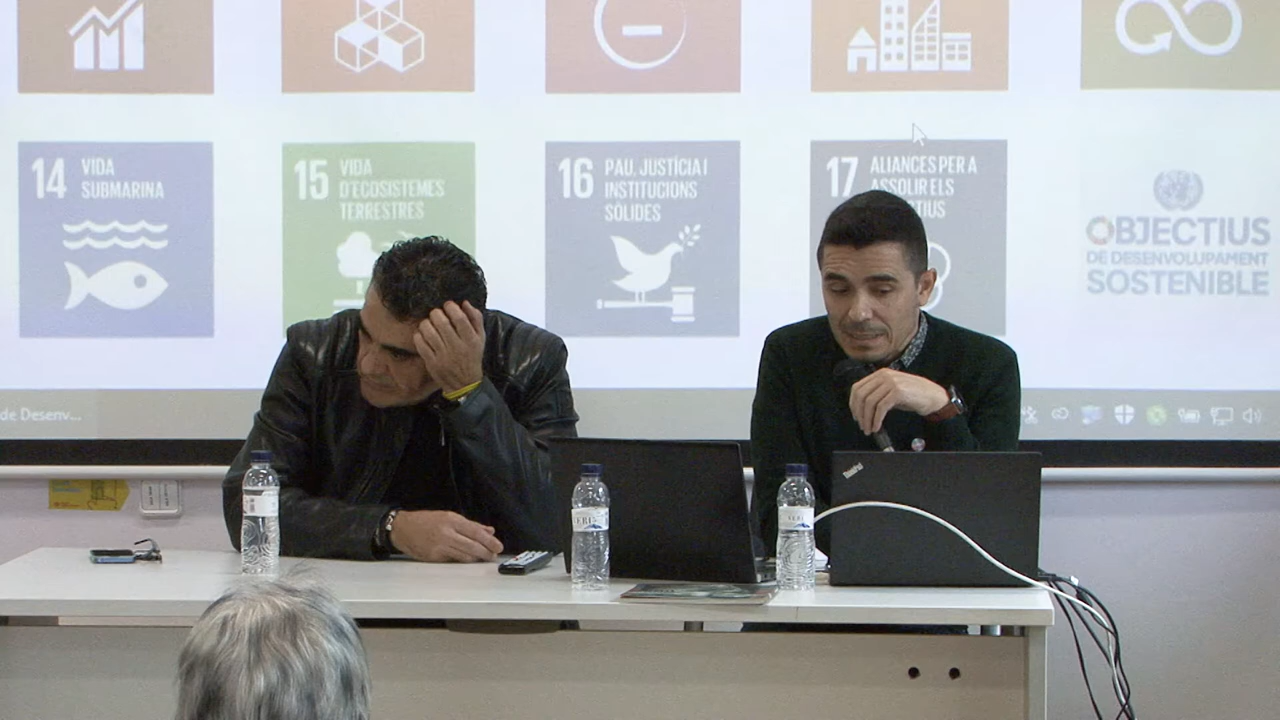 14 VIDA
SUBMARINA
15 VIDA
D'ECOSISTEMES
TERRESTRES
16 PAU, JUSTÍCIA I
INSTITUCIONS
SÒLIDES
17 ALIANCES PER A
ASSOLIR ELS
OBJECTIUS
DE DESENVOLUPAMENT
SOSTENIBLE
de Desenv...
ThinkPad